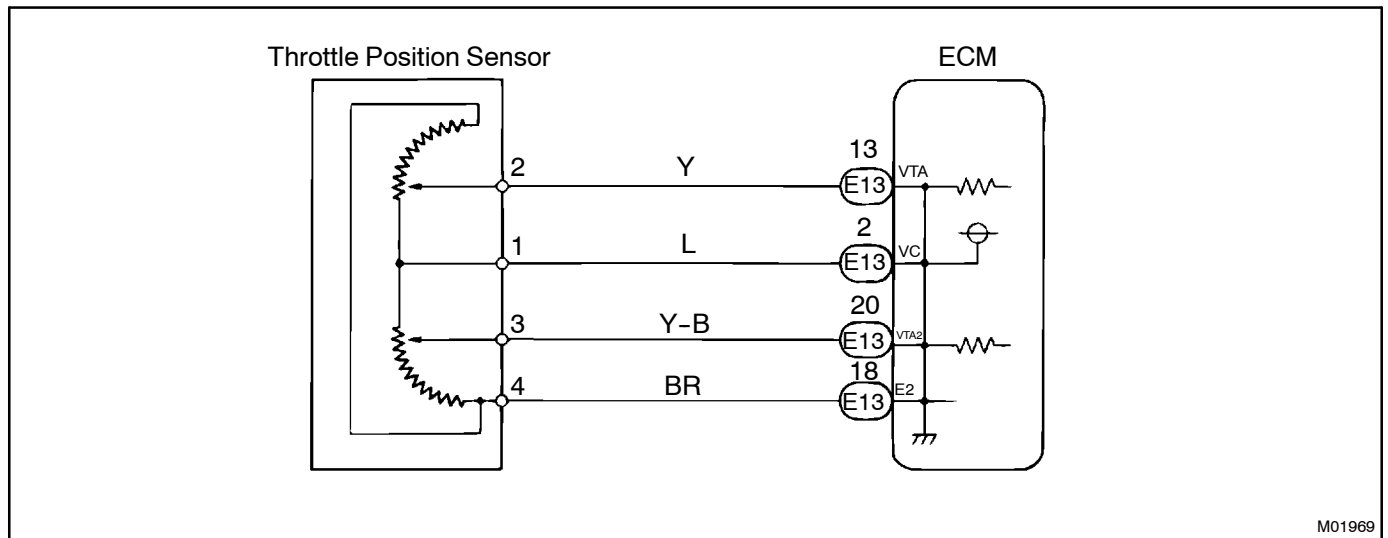 Throttle Position Sensor
ECM
2
Y
13
E13
VTA
1
L
2
E13
VC
3
Y-B
20
E13
VTA2
4
BR
18
E13
E2
M01969